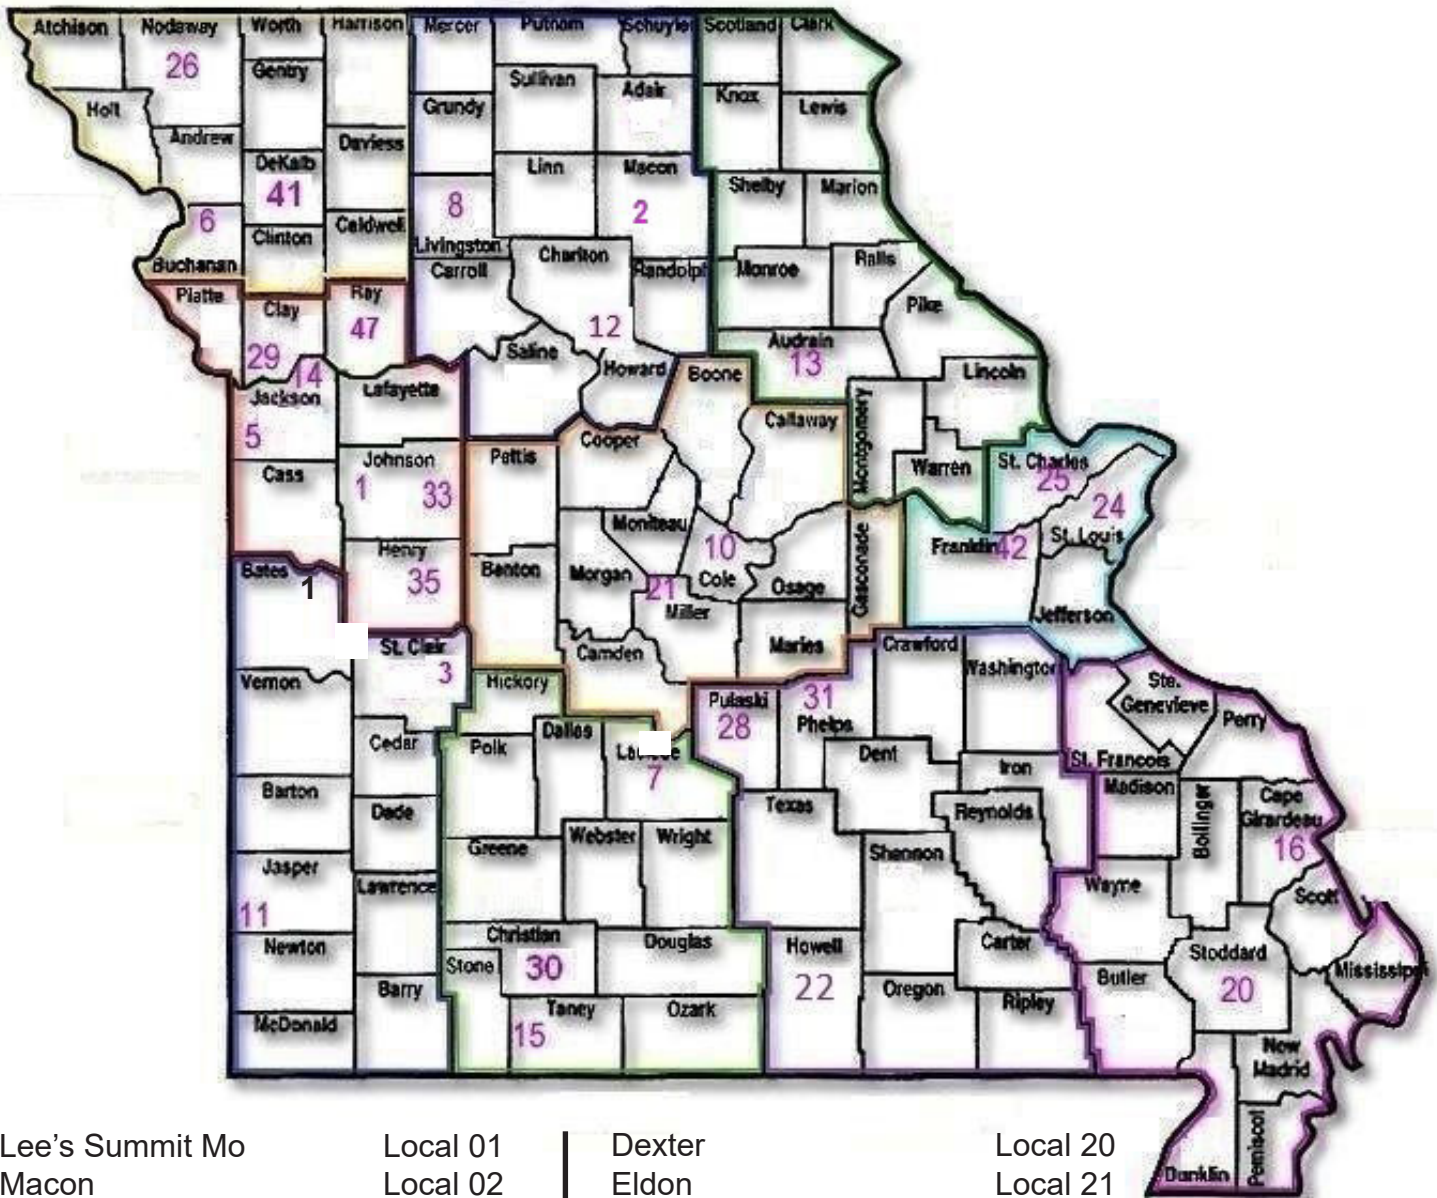 Atchison Nodaway Worth Harrison Mercer Putnam Schuyler Scotland Clark
26
Gentry Sullivan Adair Knox
Holt Grundy Lewis
Andrew Daviess
DeKalb Linn Macon
41 Shelby Marion
6 8 2
Caldwell
Clinton Livingston Chariton
Buchanan Carroll Randolph Monroe Ralls
Platte Ray
Clay Pike
47 12
29 Saline Audrain
14 Howard Boone 13 Lincoln
Jackson Lafayette
5 Callaway Montgomery
Cooper
Cass Johnson Pettis Warren St. Charles
1 33 25
24
Moniteau
Henry 10 Franklin 42 St. Louis
Bates 1 35 Benton Morgan 21 Cole Osage Gasconade
Miller Jefferson
St. Clair Camden Maries Crawford
3 Washington
Vernon Hickory Ste.
Pulaski 31 Genevieve
28 Phelps Perry
Cedar Polk Dallas
Dent St. Francois
7 Iron
Barton Texas Madison Bollinger Cape
Dade Reynolds Girardeau
Webster Wright
Greene Shannon 16
Jasper
Lawrence Wayne
Scott
11
Christian Douglas Howell Carter
Newton Stone 30 Stoddard
Butler Mississippi
Barry 22 Oregon 20
Taney Ozark Ripley
McDonald 15
New
Madrid
Pemiscot
Dunklin
Lee’s Summit Mo Local 01 Dexter Local 20
Macon Local 02 Eldon Local 21